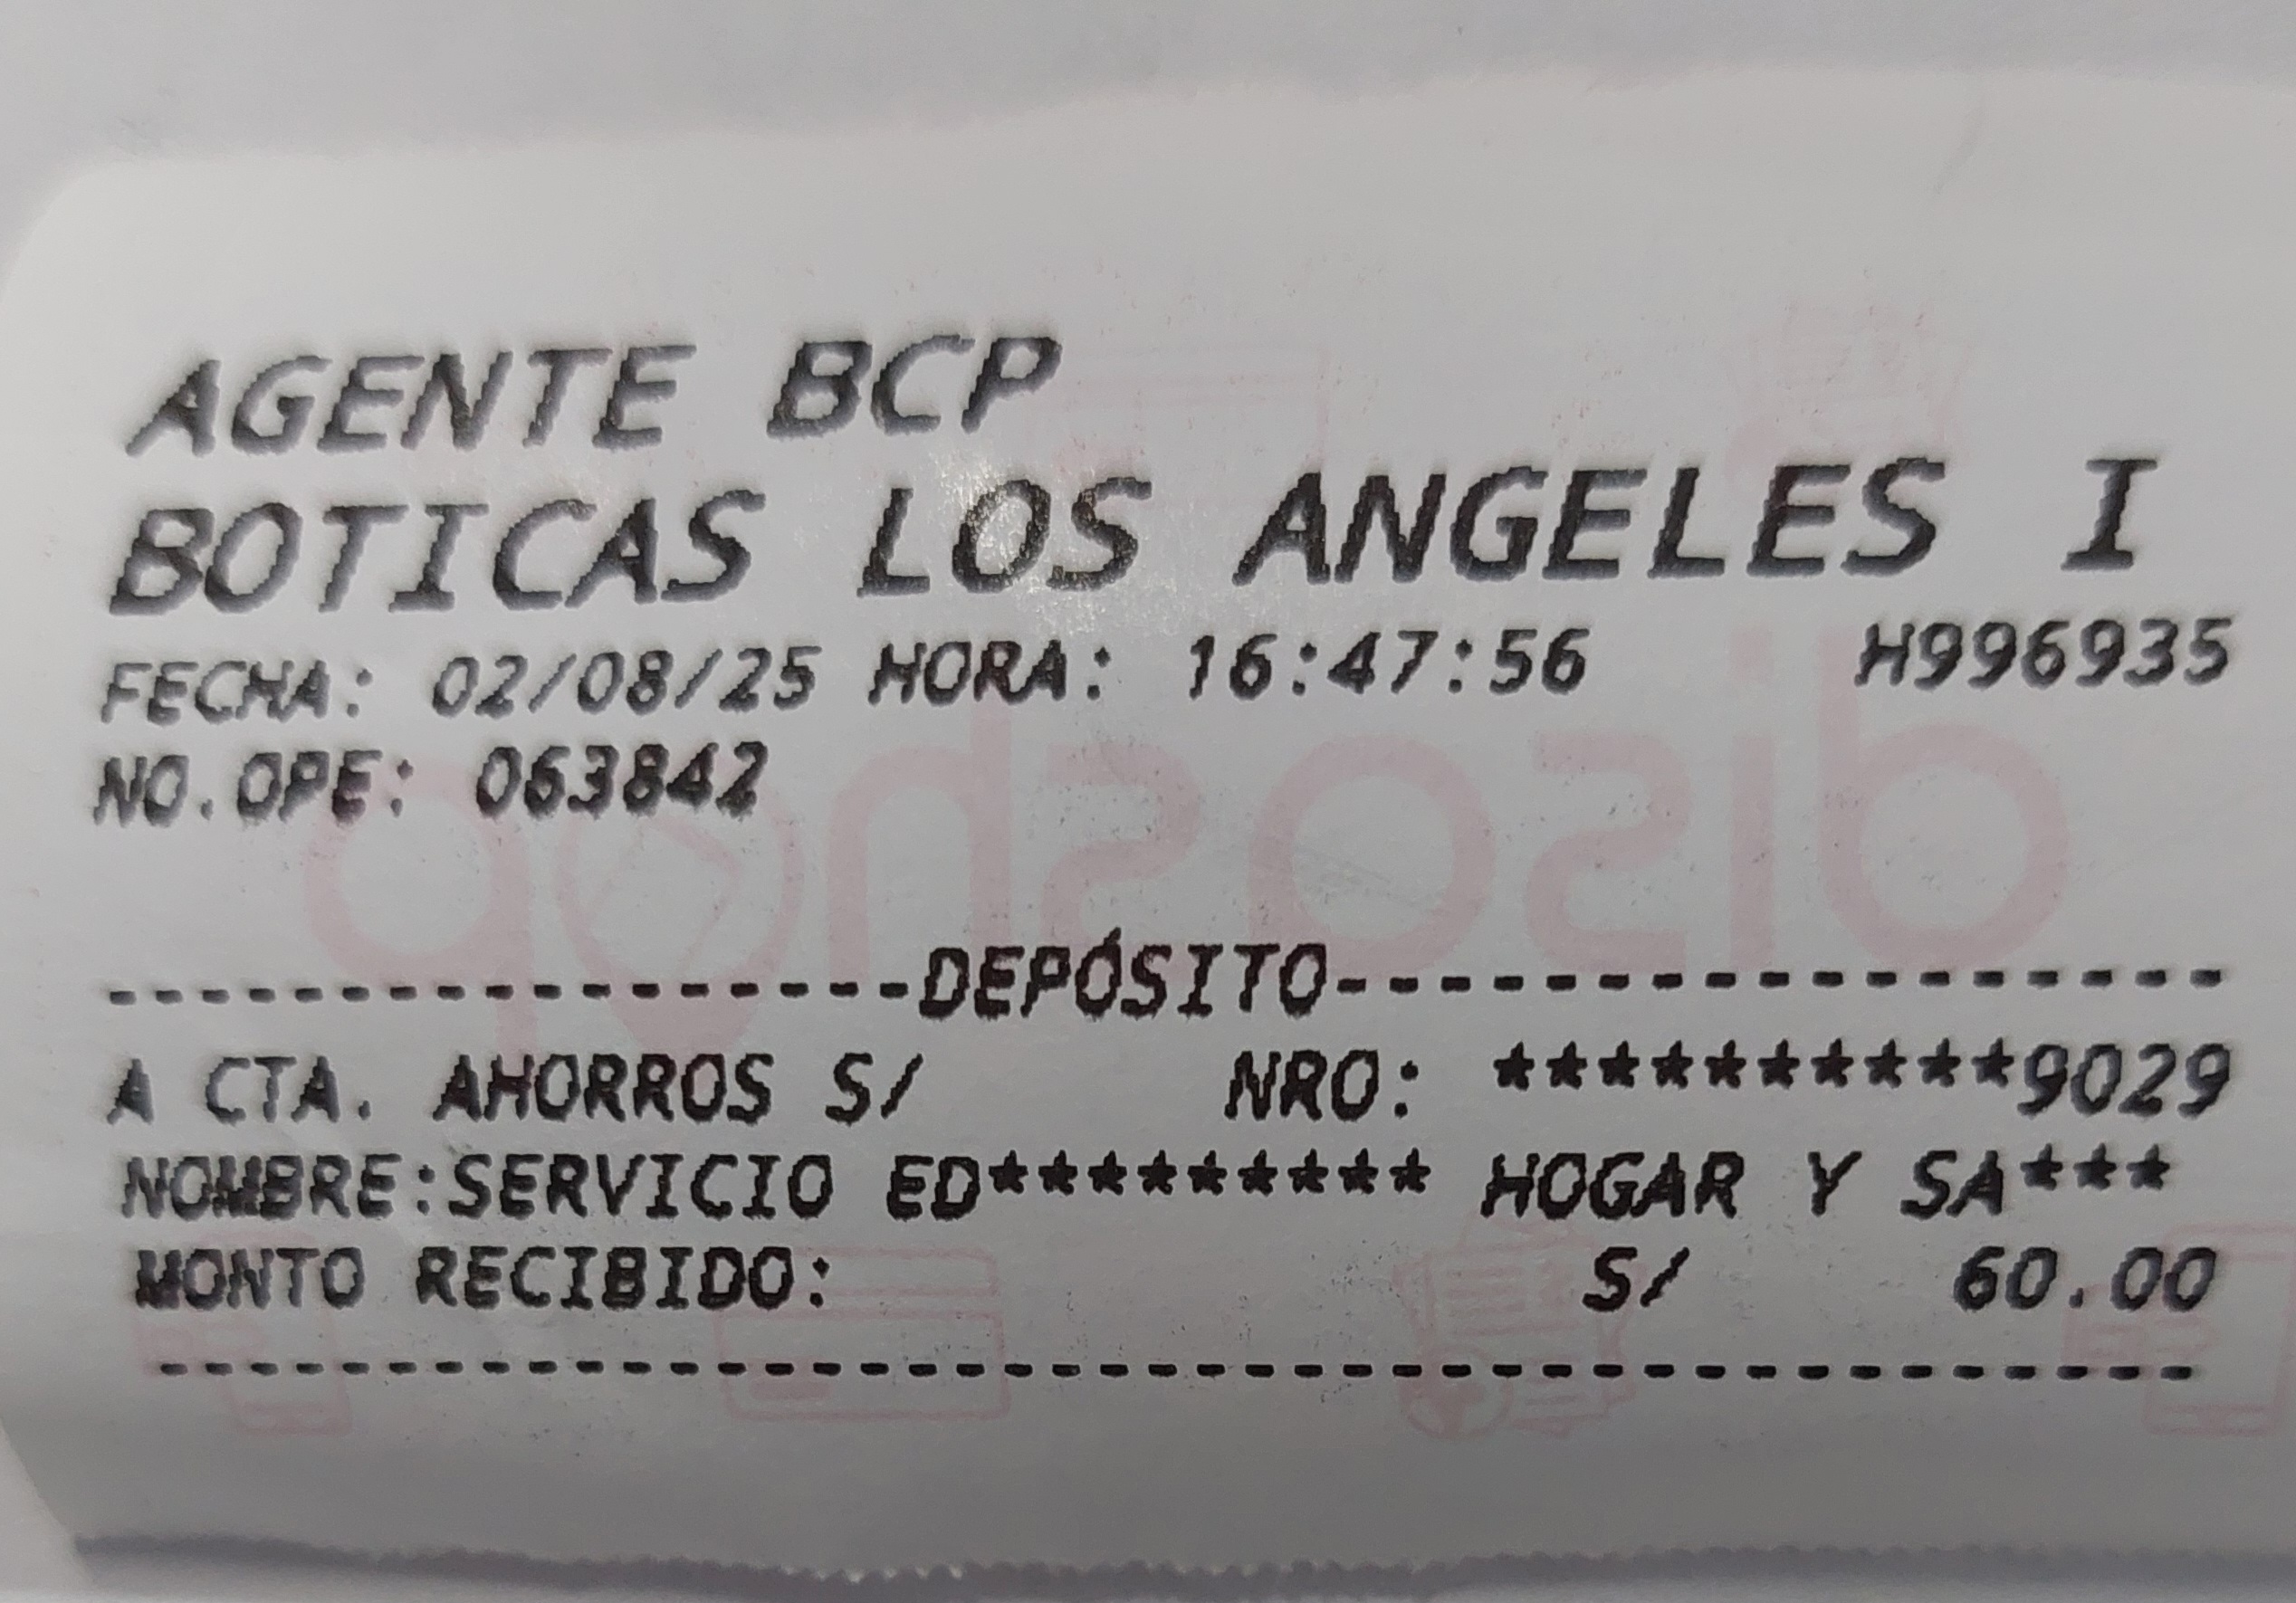 AGENTE BCP
BOTICAS LOS ANGELES I
FECHA: 02/08/25 HORA: 16:47:56 H996935
NO.OPE: 063842
------------------DEPÓSITO------------------
A CTA. AHORROS S/ NRO: **********9029
NOMBRE:SERVICIO ED********* HOGAR Y SA***
MONTO RECIBIDO: S/ 60.00
disashop